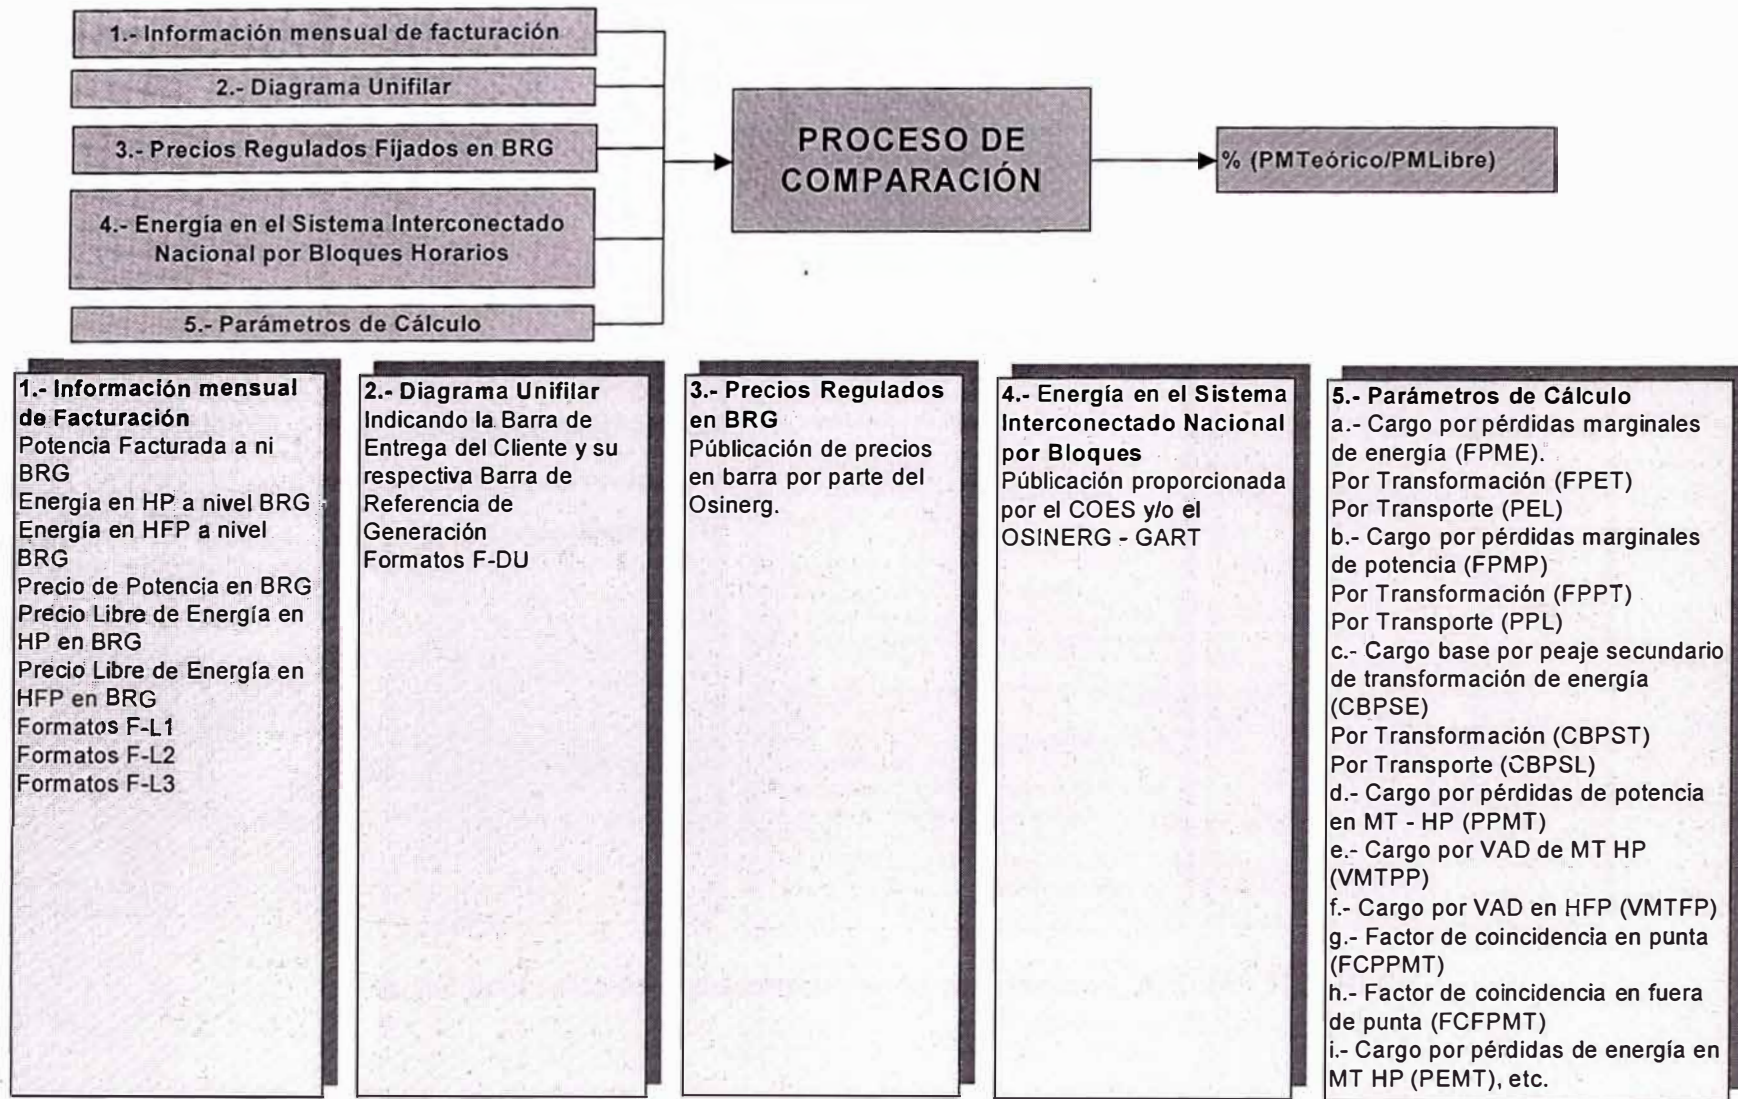 1.- Información mensual de facturación
2.- Diagrama Unifilar
3.- Precios Regulados Fijados en BRG
4.- Energía en el Sistema Interconectado
Nacional por Bloques Horarios
5.- Parámetros de Cálculo
PROCESO DE
COMPARACIÓN
% (PMTeórico/PMLibre)
1.- Información mensual
de Facturación
Potencia Facturada a ni
BRG
Energía en HP a nivel BRG
Energía en HFP a nivel
BRG
Precio de Potencia en BRG
Precio Libre de Energía en
HP en BRG
Precio Libre de Energía en
HFP en BRG
Formatos F-L1
Formatos F-L2
Formatos F-L3
2.- Diagrama Unifilar
Indicando la Barra de
Entrega del Cliente y su
respectiva Barra de
Referencia de
Generación
Formatos F-DU
3.- Precios Regulados
en BRG
Públicación de precios
en barra por parte del
Osinerg.
4.- Energía en el Sistema
Interconectado Nacional
por Bloques
Públicación proporcionada
por el COES y/o el
OSINERG - GART
5.- Parámetros de Cálculo
a.- Cargo por pérdidas marginales
de energía (FPME).
Por Transformación (FPET)
Por Transporte (PEL)
b.- Cargo por pérdidas marginales
de potencia (FPMP)
Por Transformación (FPPT)
Por Transporte (PPL)
c.- Cargo base por peaje secundario
de transformación de energía
(CBPSE)
Por Transformación (CBPST)
Por Transporte (CBPSL)
d.- Cargo por pérdidas de potencia
en MT - HP (PPMT)
e.- Cargo por VAD de MT HP
(VMTPP)
f.- Cargo por VAD en HFP (VMTFP)
g.- Factor de coincidencia en punta
(FCPPMT)
h.- Factor de coincidencia en fuera
de punta (FCFPMT)
i.- Cargo por pérdidas de energía en
MT HP (PEMT), etc.